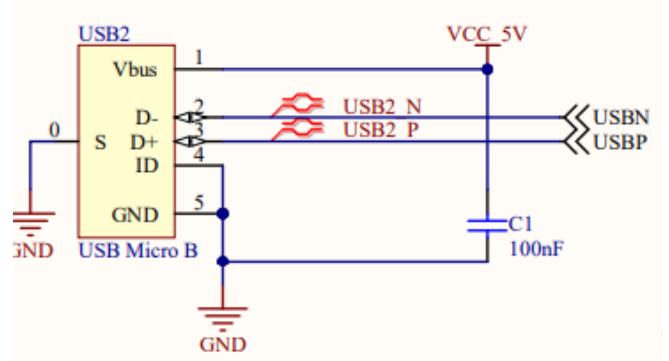 USB2
VCC_5V
Vbus 1
D- 2 USB2_N USBN
0 S D+ 3 USB2_P USBP
ID 4
GND 5
C1
GND USB Micro B 100nF
GND